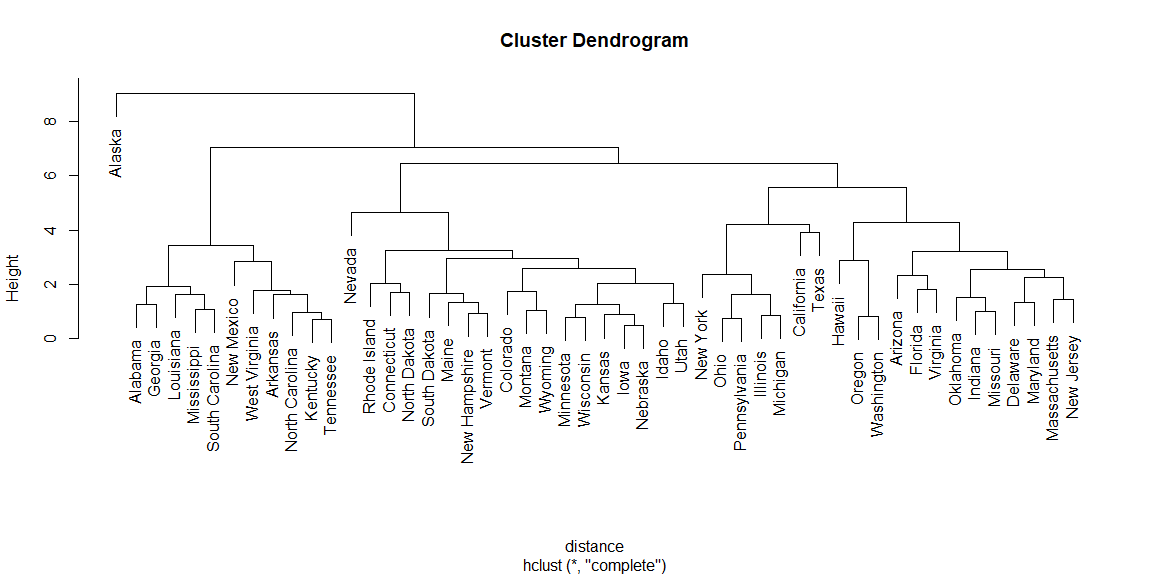 Cluster Dendrogram
Height
8
6
4
2
0
Alaska
Alabama
Georgia
Louisiana
Mississippi
South Carolina
New Mexico
West Virginia
Arkansas
North Carolina
Kentucky
Tennessee
Nevada
Rhode Island
Connecticut
North Dakota
South Dakota
Maine
New Hampshire
Vermont
Colorado
Montana
Wyoming
Minnesota
Wisconsin
Kansas
Iowa
Nebraska
Idaho
Utah
New York
Ohio
Pennsylvania
Illinois
Michigan
California
Texas
Hawaii
Oregon
Washington
Arizona
Florida
Virginia
Oklahoma
Indiana
Missouri
Delaware
Maryland
Massachusetts
New Jersey
distance
hclust (*, "complete")